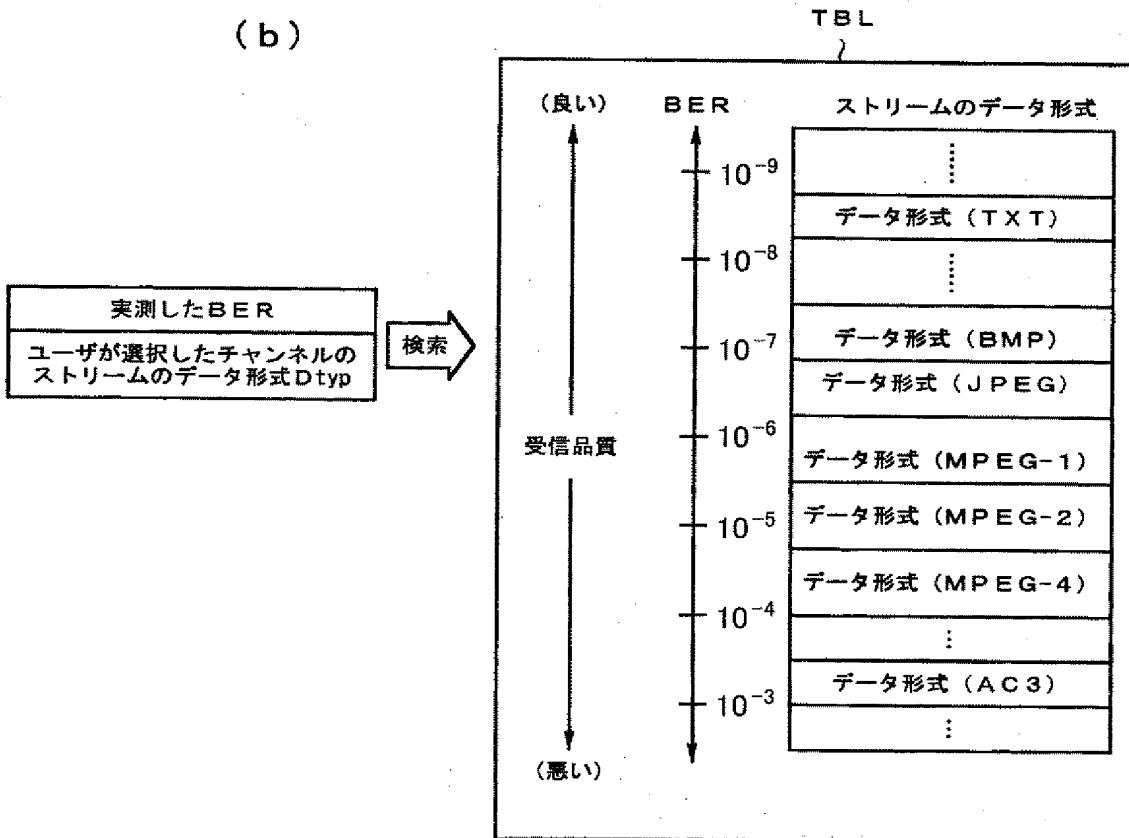 (b)
TBL
(良い)
BER
ストリームのデータ形式
10⁻⁹
データ形式(TXT)
10⁻⁸
実測したBER
ユーザが選択したチャンネルの
ストリームのデータ形式Dtyp
検索
10⁻⁷
データ形式(BMP)
データ形式(JPEG)
受信品質
10⁻⁶
データ形式(MPEG-1)
10⁻⁵
データ形式(MPEG-2)
データ形式(MPEG-4)
10⁻⁴
データ形式(AC3)
10⁻³
(悪い)